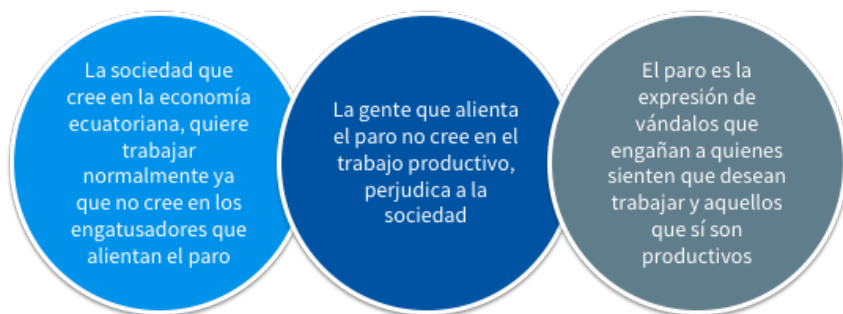 La sociedad que
cree en la economía
ecuatoriana, quiere
trabajar
normalmente ya
que no cree en los
engatusadores que
alientan el paro
La gente que alienta
el paro no cree en el
trabajo productivo,
perjudica a la
sociedad
El paro es la
expresión de
vándalos que
engañan a quienes
sienten que desean
trabajar y aquellos
que sí son
productivos